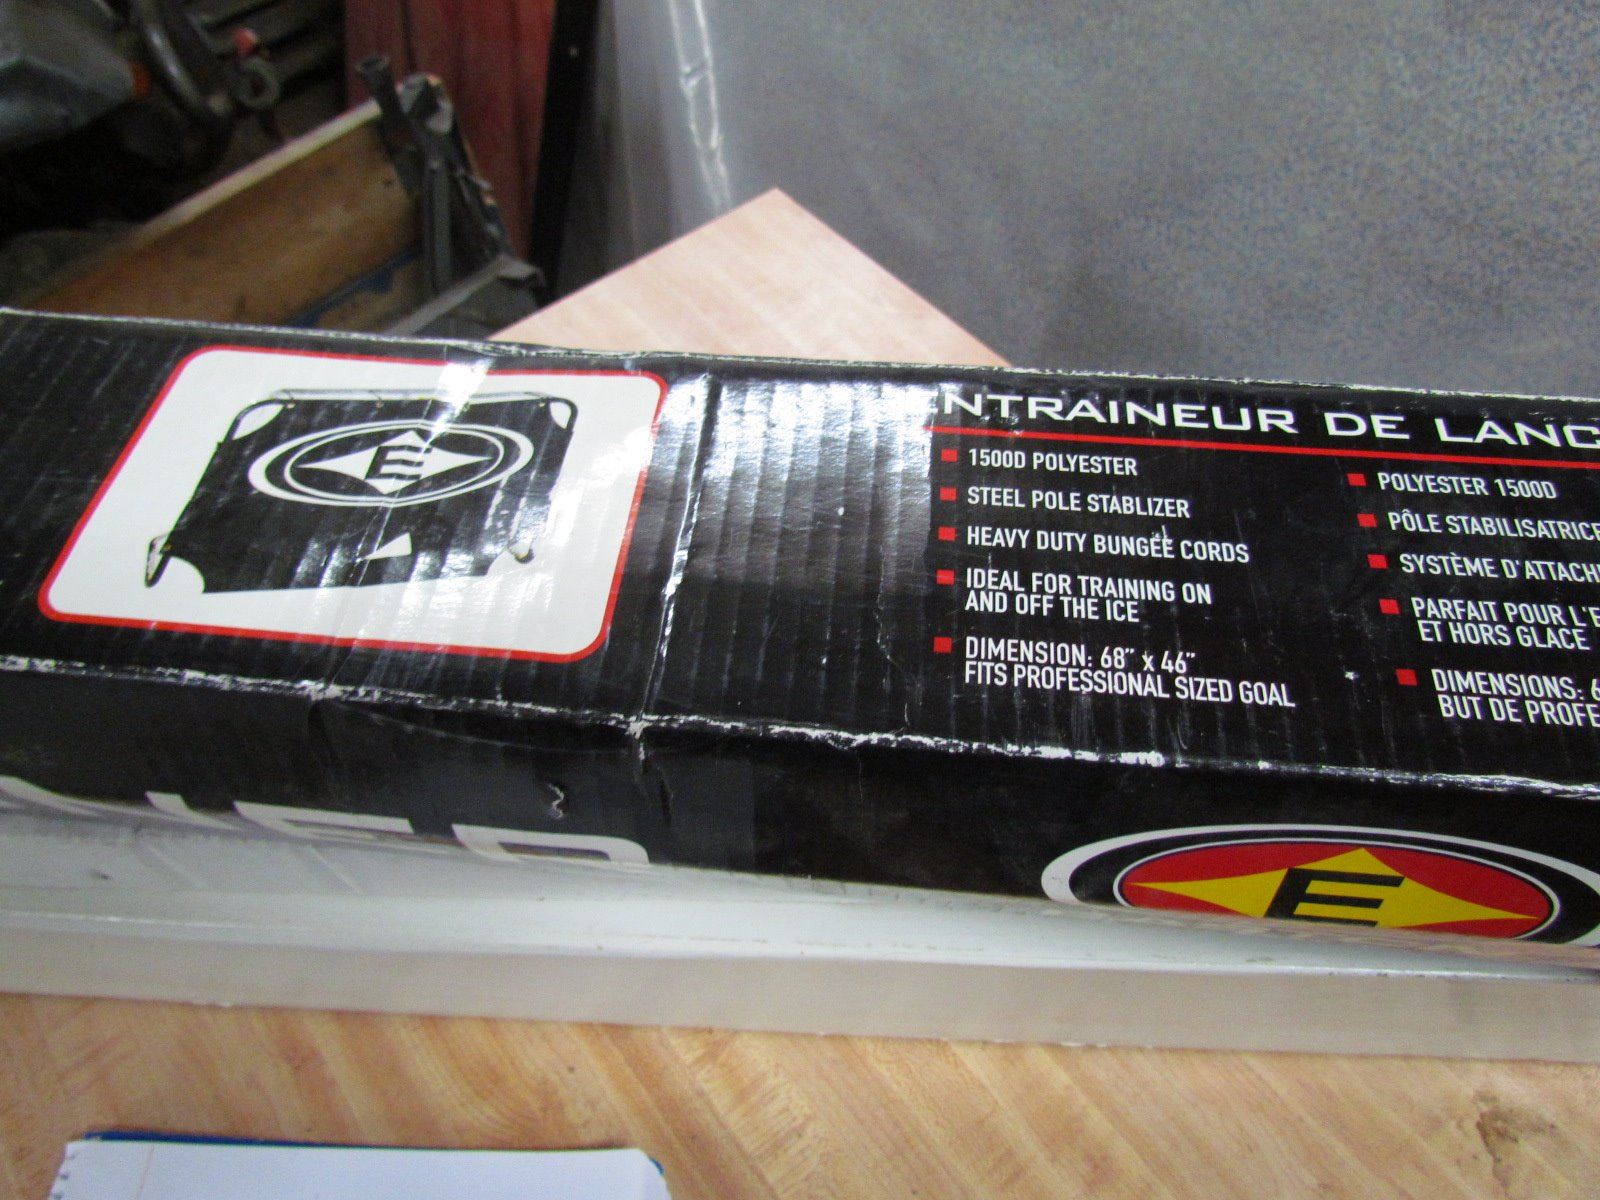 E
NTRAINEUR DE LANC
1500D POLYESTER
STEEL POLE STABLIZER
HEAVY DUTY BUNGEE CORDS
IDEAL FOR TRAINING ON
AND OFF THE ICE
DIMENSION: 68" x 46"
FITS PROFESSIONAL SIZED GOAL
POLYESTER 1500D
PÔLE STABILISATRICE
SYSTÈME D'ATTACH
PARFAIT POUR L'E
ET HORS GLACE
DIMENSIONS: 6
BUT DE PROFE
E